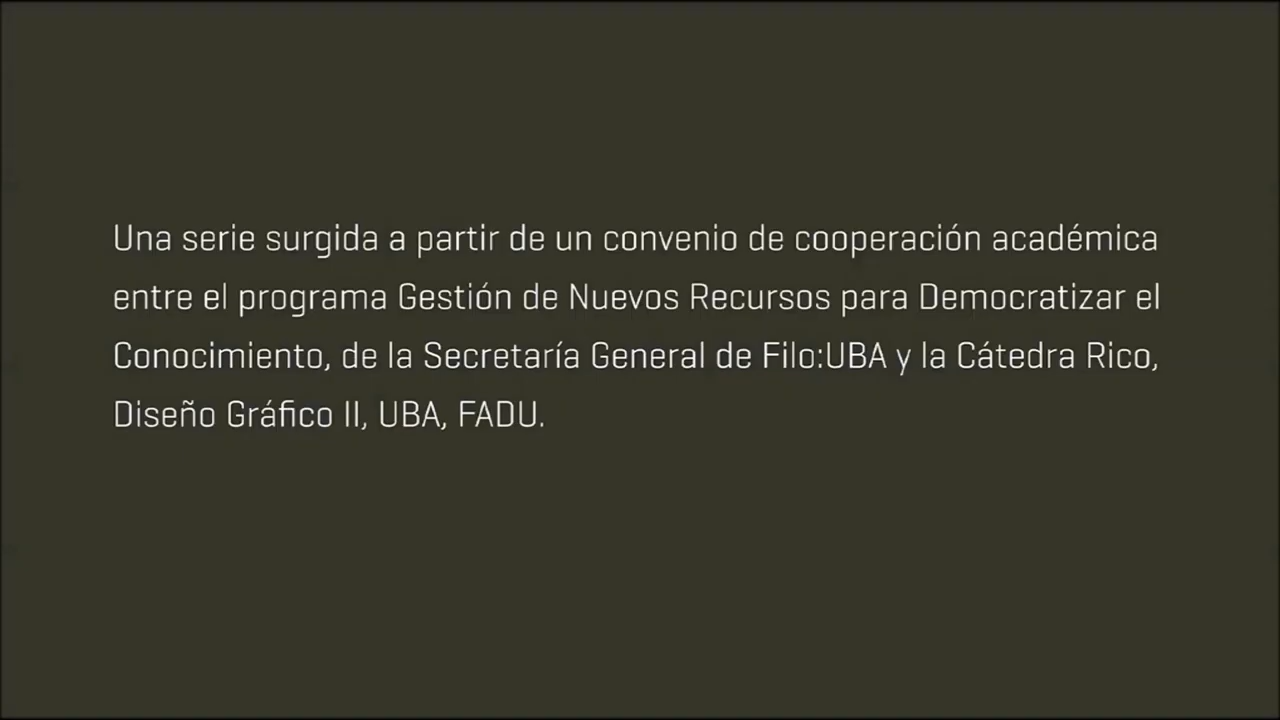 Una serie surgida a partir de un convenio de cooperación académica
entre el programa Gestión de Nuevos Recursos para Democratizar el
Conocimiento, de la Secretaría General de Filo:UBA y la Cátedra Rico,
Diseño Gráfico II, UBA, FADU.